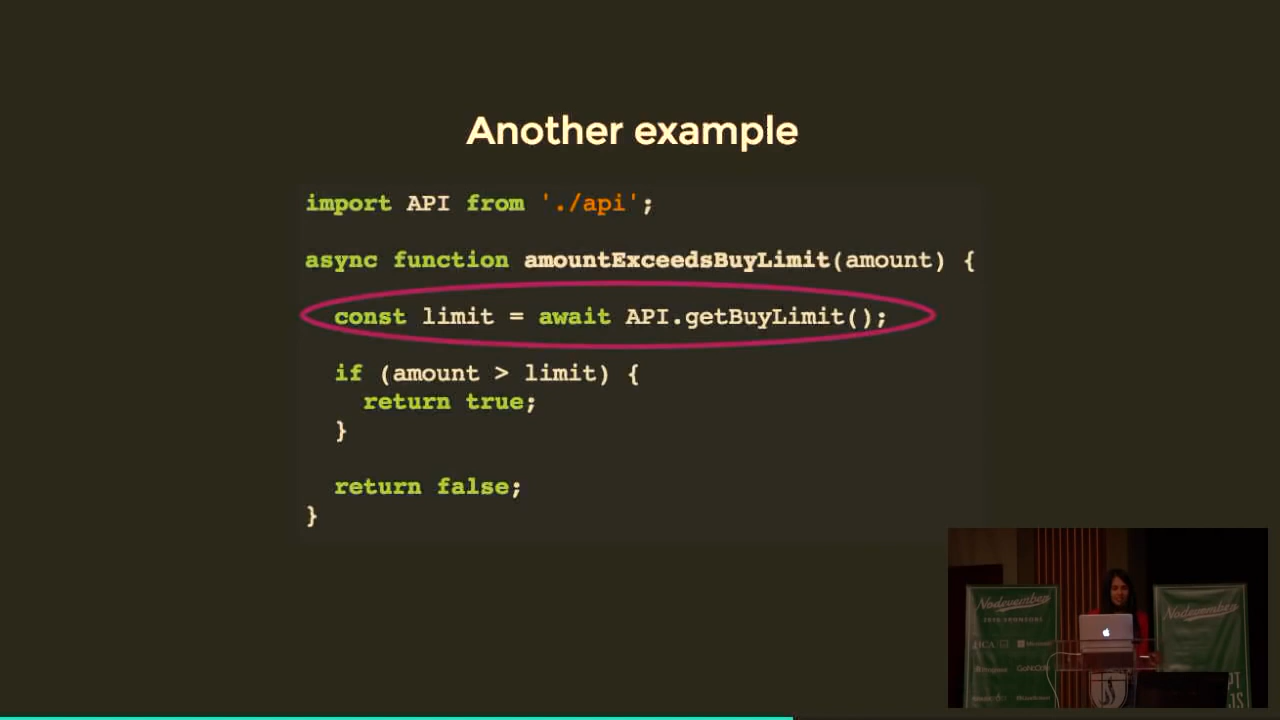 Another example
import API from './api';
async function amountExceedsBuyLimit(amount) {
const limit = await API.getBuyLimit();
if (amount > limit) {
return true;
}
return false;
}
Nodevember
Nodevember